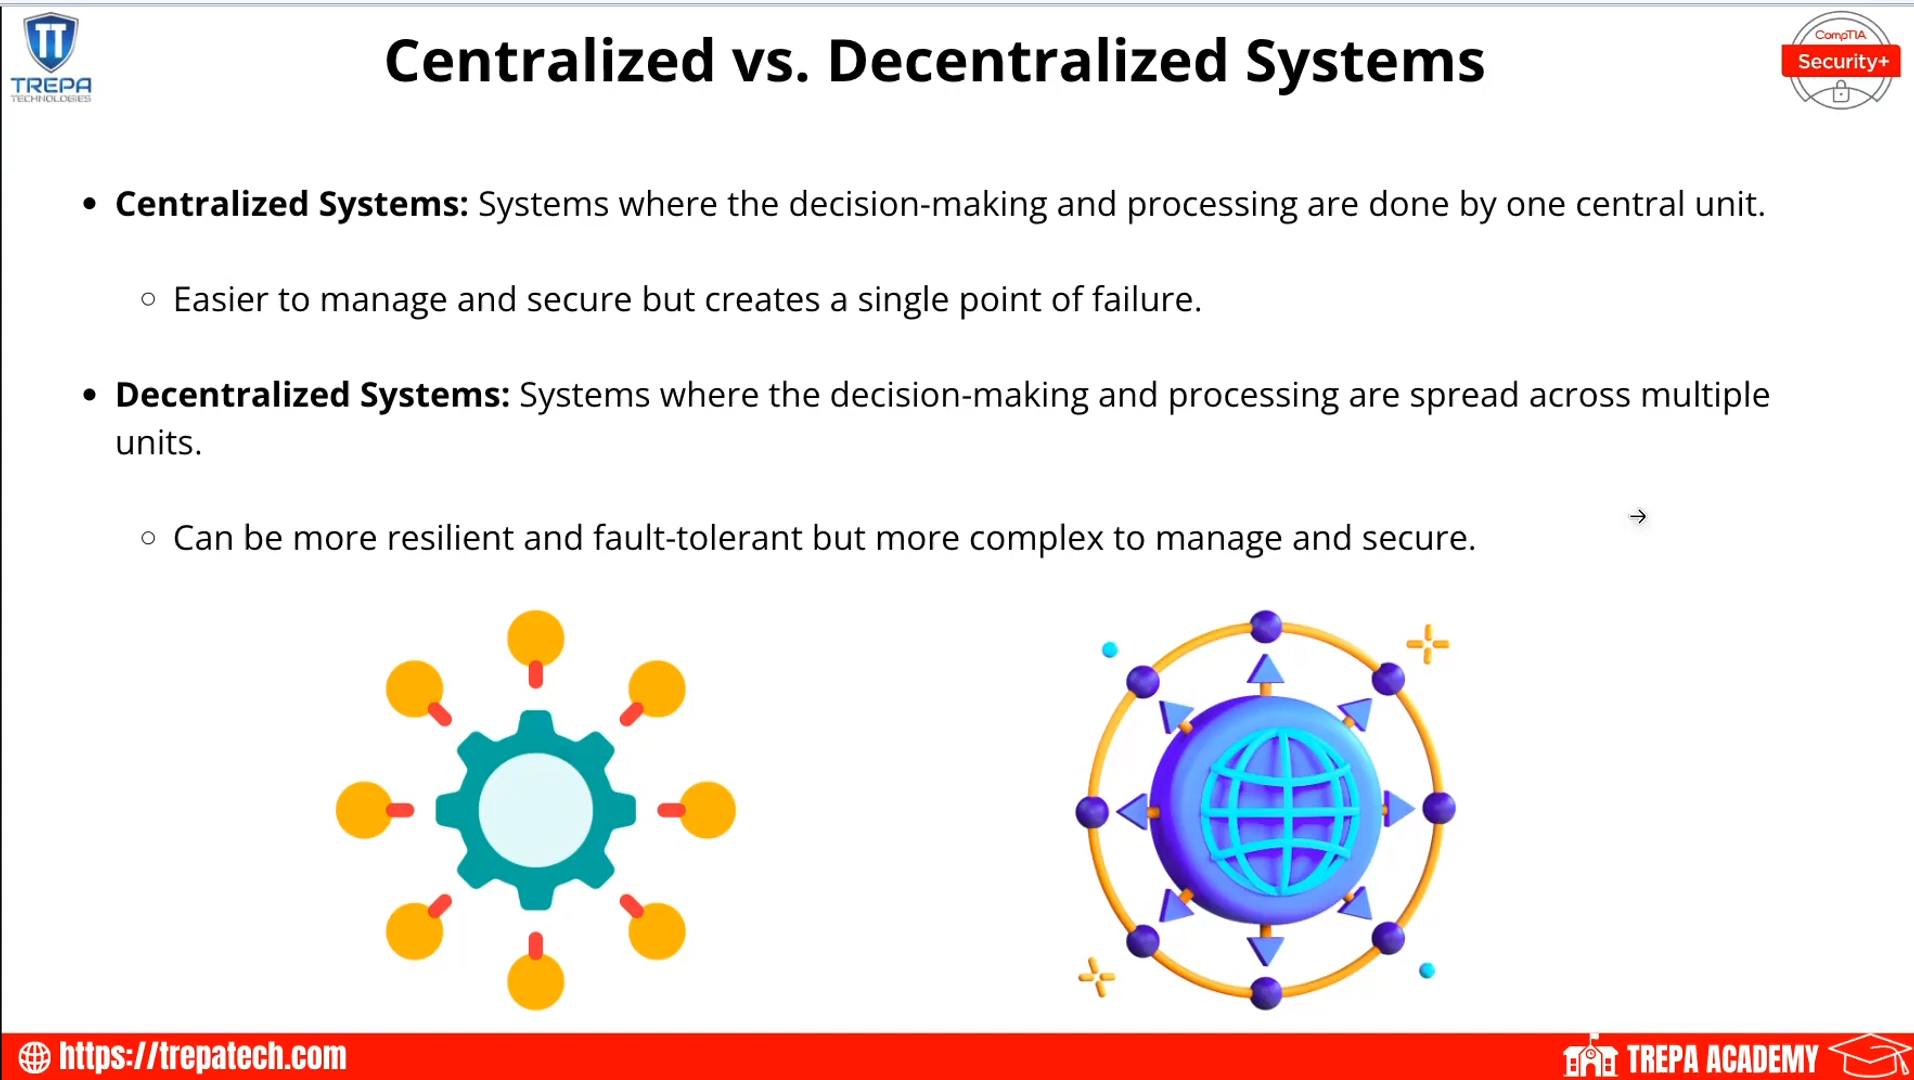 TREPA
TECHNOLOGIES
Centralized vs. Decentralized Systems
CompTIA
Security+
• Centralized Systems: Systems where the decision-making and processing are done by one central unit.
○ Easier to manage and secure but creates a single point of failure.
• Decentralized Systems: Systems where the decision-making and processing are spread across multiple
units.
○ Can be more resilient and fault-tolerant but more complex to manage and secure.
https://trepatech.com
TREPA ACADEMY